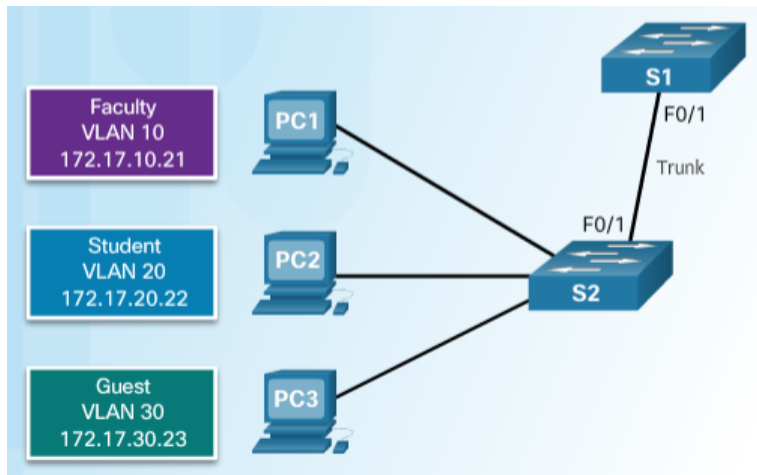 Faculty
VLAN 10
172.17.10.21
PC1
S1
F0/1
Trunk
Student
VLAN 20
172.17.20.22
PC2
F0/1
S2
Guest
VLAN 30
172.17.30.23
PC3